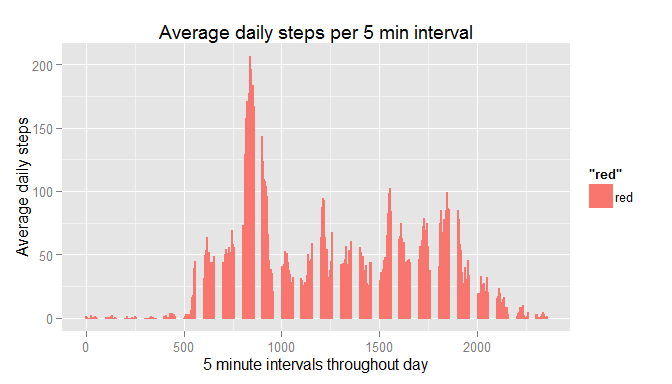 Average daily steps per 5 min interval
Average daily steps
200
150
100
50
0
0
500
1000
1500
2000
5 minute intervals throughout day
"red"
red